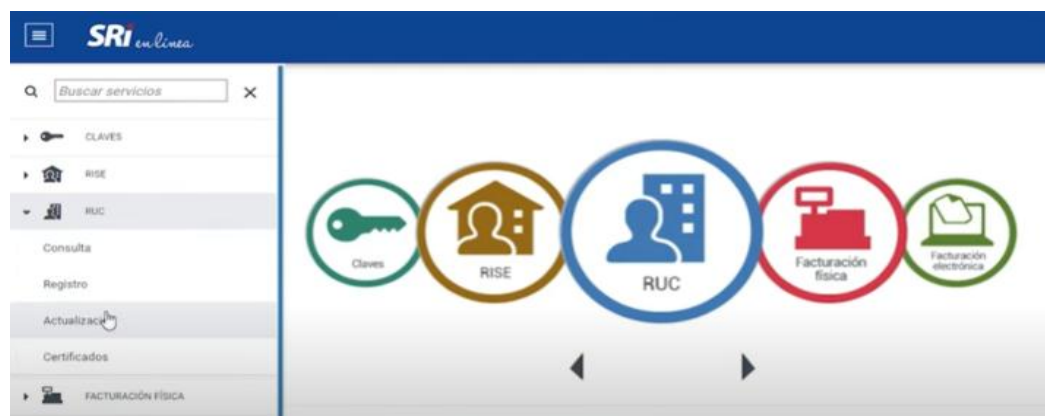 SRi en línea
Buscar servicios
CLAVES
RISE
RUC
Consulta
Registro
Certificados
FACTURACIÓN FÍSICA
Claves
RISE
RUC
Facturación
física
Facturación
electrónica